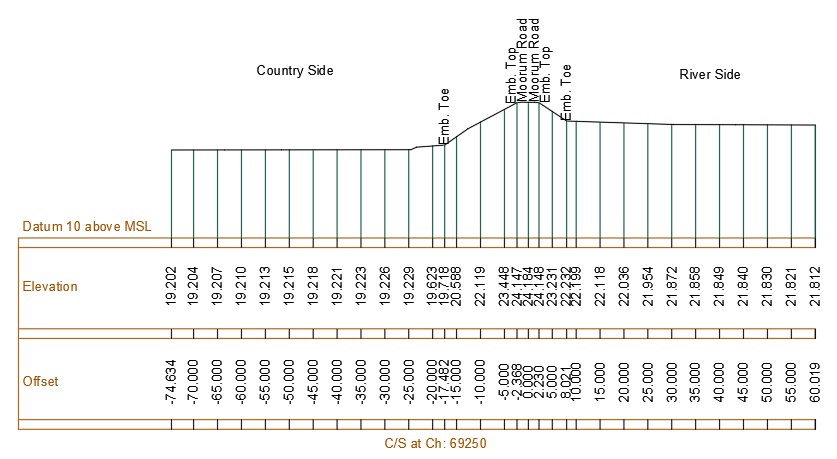 Country Side
River Side
Emb. Toe
Emb. Top
Moorum Road
Moorum Road
Emb. Top
Emb. Toe
Datum 10 above MSL
Elevation
19.202 19.204 19.207 19.210 19.213 19.215 19.218 19.221 19.223 19.226 19.229 19.623 19.718 20.588 22.119 23.448 24.147 24.184 24.148 23.231 22.232 22.199 22.118 22.036 21.954 21.872 21.858 21.849 21.840 21.830 21.821 21.812
Offset
-74.634 -70.000 -65.000 -60.000 -55.000 -50.000 -45.000 -40.000 -35.000 -30.000 -25.000 -20.000 -17.482 -15.000 -10.000 -5.000 -2.368 0.000 2.230 5.000 8.021 10.000 15.000 20.000 25.000 30.000 35.000 40.000 45.000 50.000 55.000 60.019
C/S at Ch: 69250